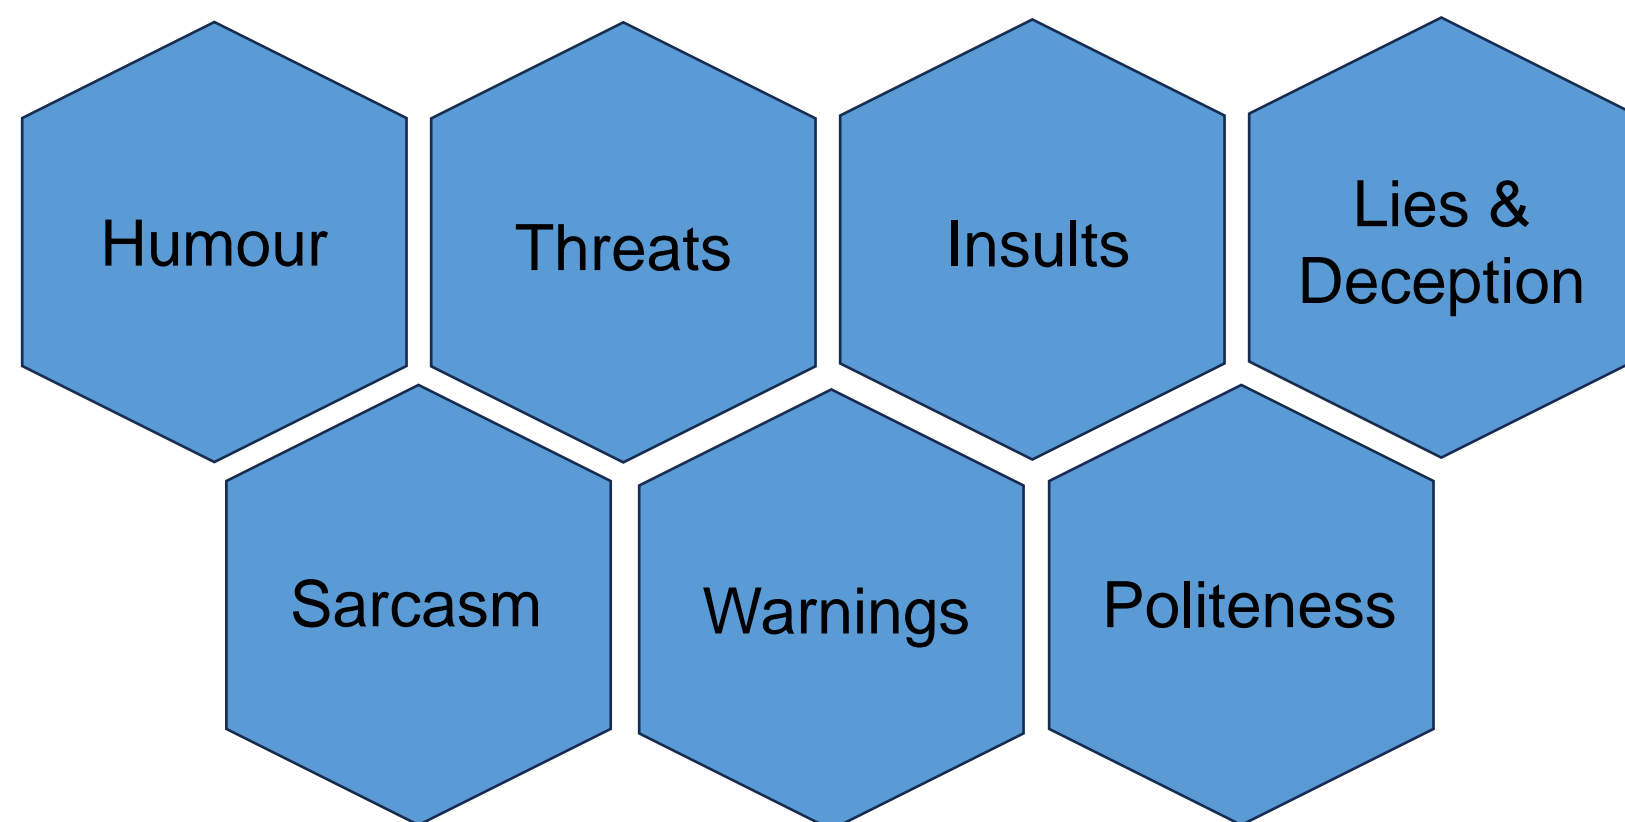 Humour
Threats
Insults
Lies &
Deception
Sarcasm
Warnings
Politeness